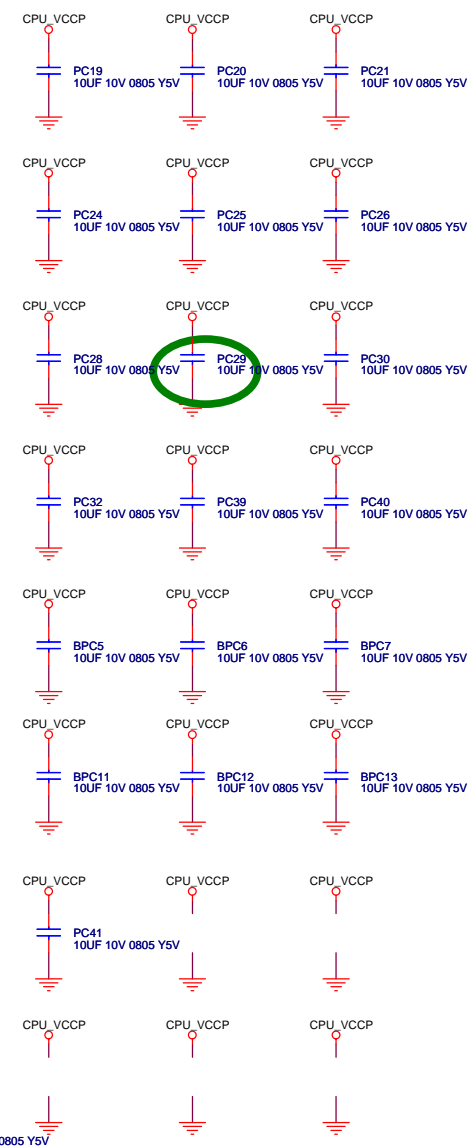 CPU_VCCP CPU_VCCP CPU_VCCP
PC19 PC20 PC21
10UF 10V 0805 Y5V 10UF 10V 0805 Y5V 10UF 10V 0805 Y5V
CPU_VCCP CPU_VCCP CPU_VCCP
PC24 PC25 PC26
10UF 10V 0805 Y5V 10UF 10V 0805 Y5V 10UF 10V 0805 Y5V
CPU_VCCP CPU_VCCP CPU_VCCP
PC28 PC29 PC30
10UF 10V 0805 Y5V 10UF 10V 0805 Y5V 10UF 10V 0805 Y5V
CPU_VCCP CPU_VCCP CPU_VCCP
PC32 PC39 PC40
10UF 10V 0805 Y5V 10UF 10V 0805 Y5V 10UF 10V 0805 Y5V
CPU_VCCP CPU_VCCP CPU_VCCP
BPC5 BPC6 BPC7
10UF 10V 0805 Y5V 10UF 10V 0805 Y5V 10UF 10V 0805 Y5V
CPU_VCCP CPU_VCCP CPU_VCCP
BPC11 BPC12 BPC13
10UF 10V 0805 Y5V 10UF 10V 0805 Y5V 10UF 10V 0805 Y5V
CPU_VCCP CPU_VCCP CPU_VCCP
PC41
10UF 10V 0805 Y5V
CPU_VCCP CPU_VCCP CPU_VCCP
0805 Y5V